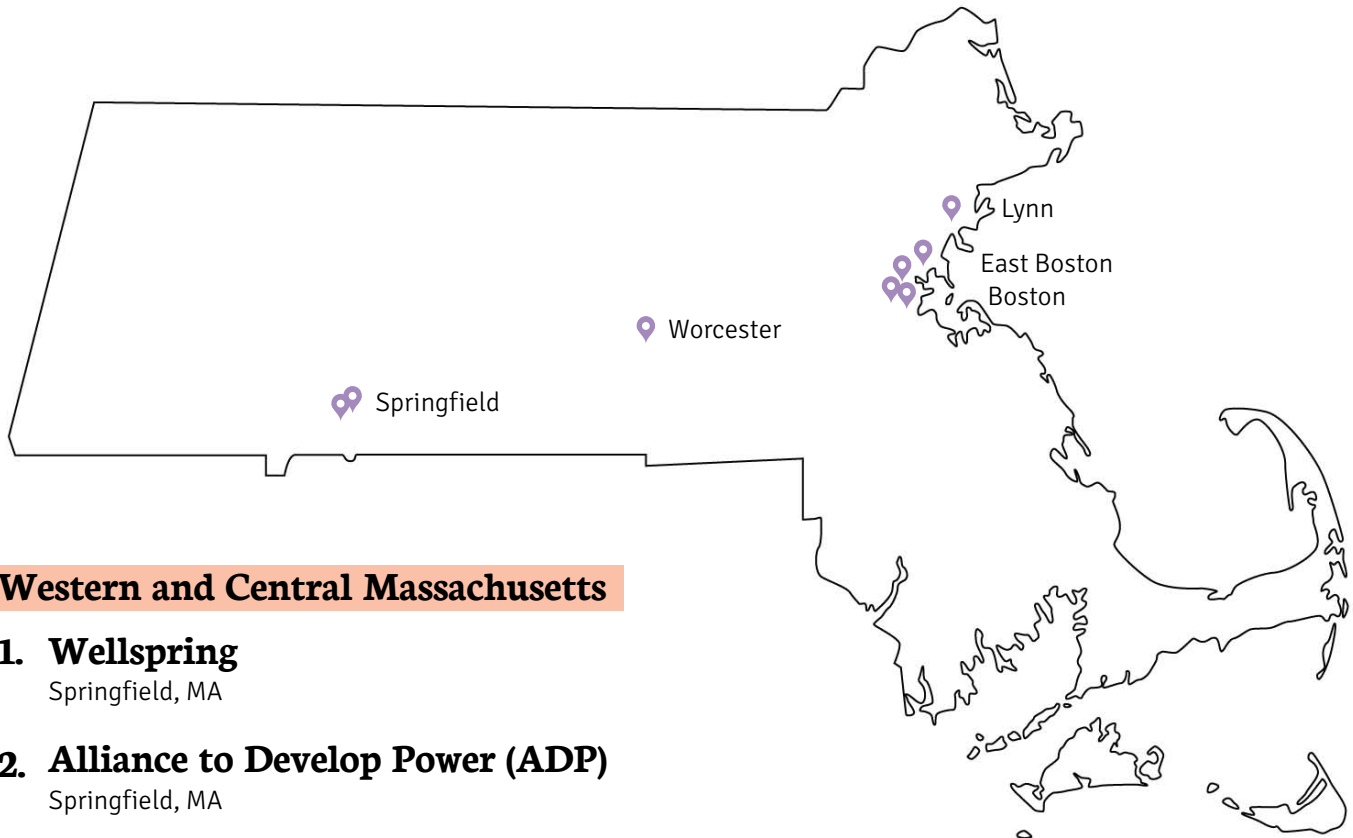 Lynn
East Boston
Boston
Worcester
Springfield
Western and Central Massachusetts
1. Wellspring
Springfield, MA
2. Alliance to Develop Power (ADP)
Springfield, MA